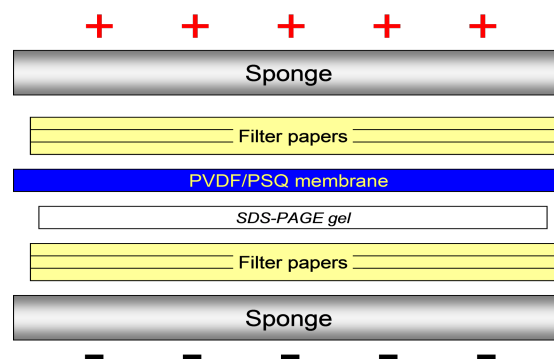 + + + + +
Sponge
Filter papers
PVDF/PSQ membrane
SDS-PAGE gel
Filter papers
Sponge
- - - - -